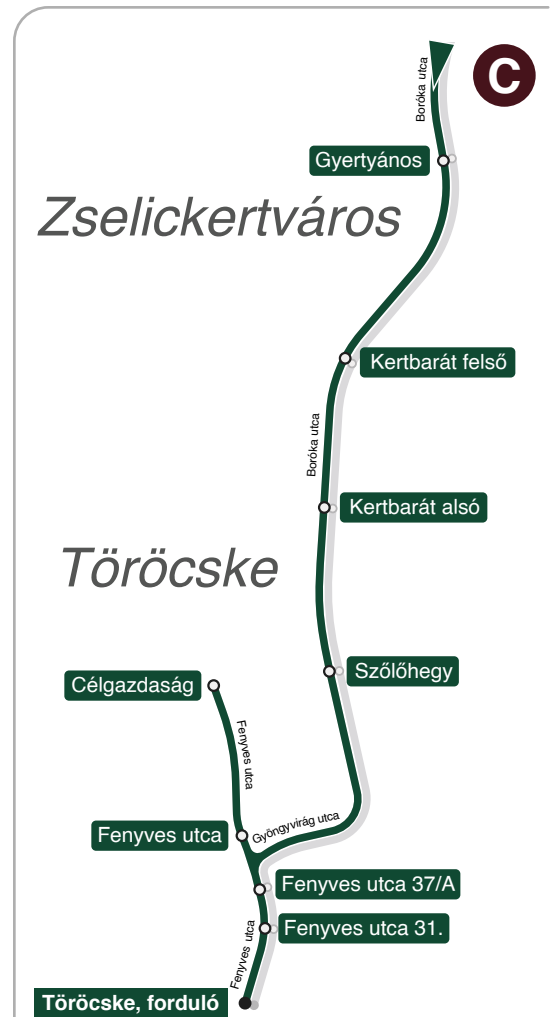 C
Boróka utca
Gyertyános
Zselickertváros
Kertbarát felső
Boróka utca
Kertbarát alsó
Töröcske
Szőlőhegy
Célgazdaság
Fenyves utca
Gyöngyvirág utca
Fenyves utca
Fenyves utca 37/A
Fenyves utca 31.
Fenyves utca
Töröcske, forduló